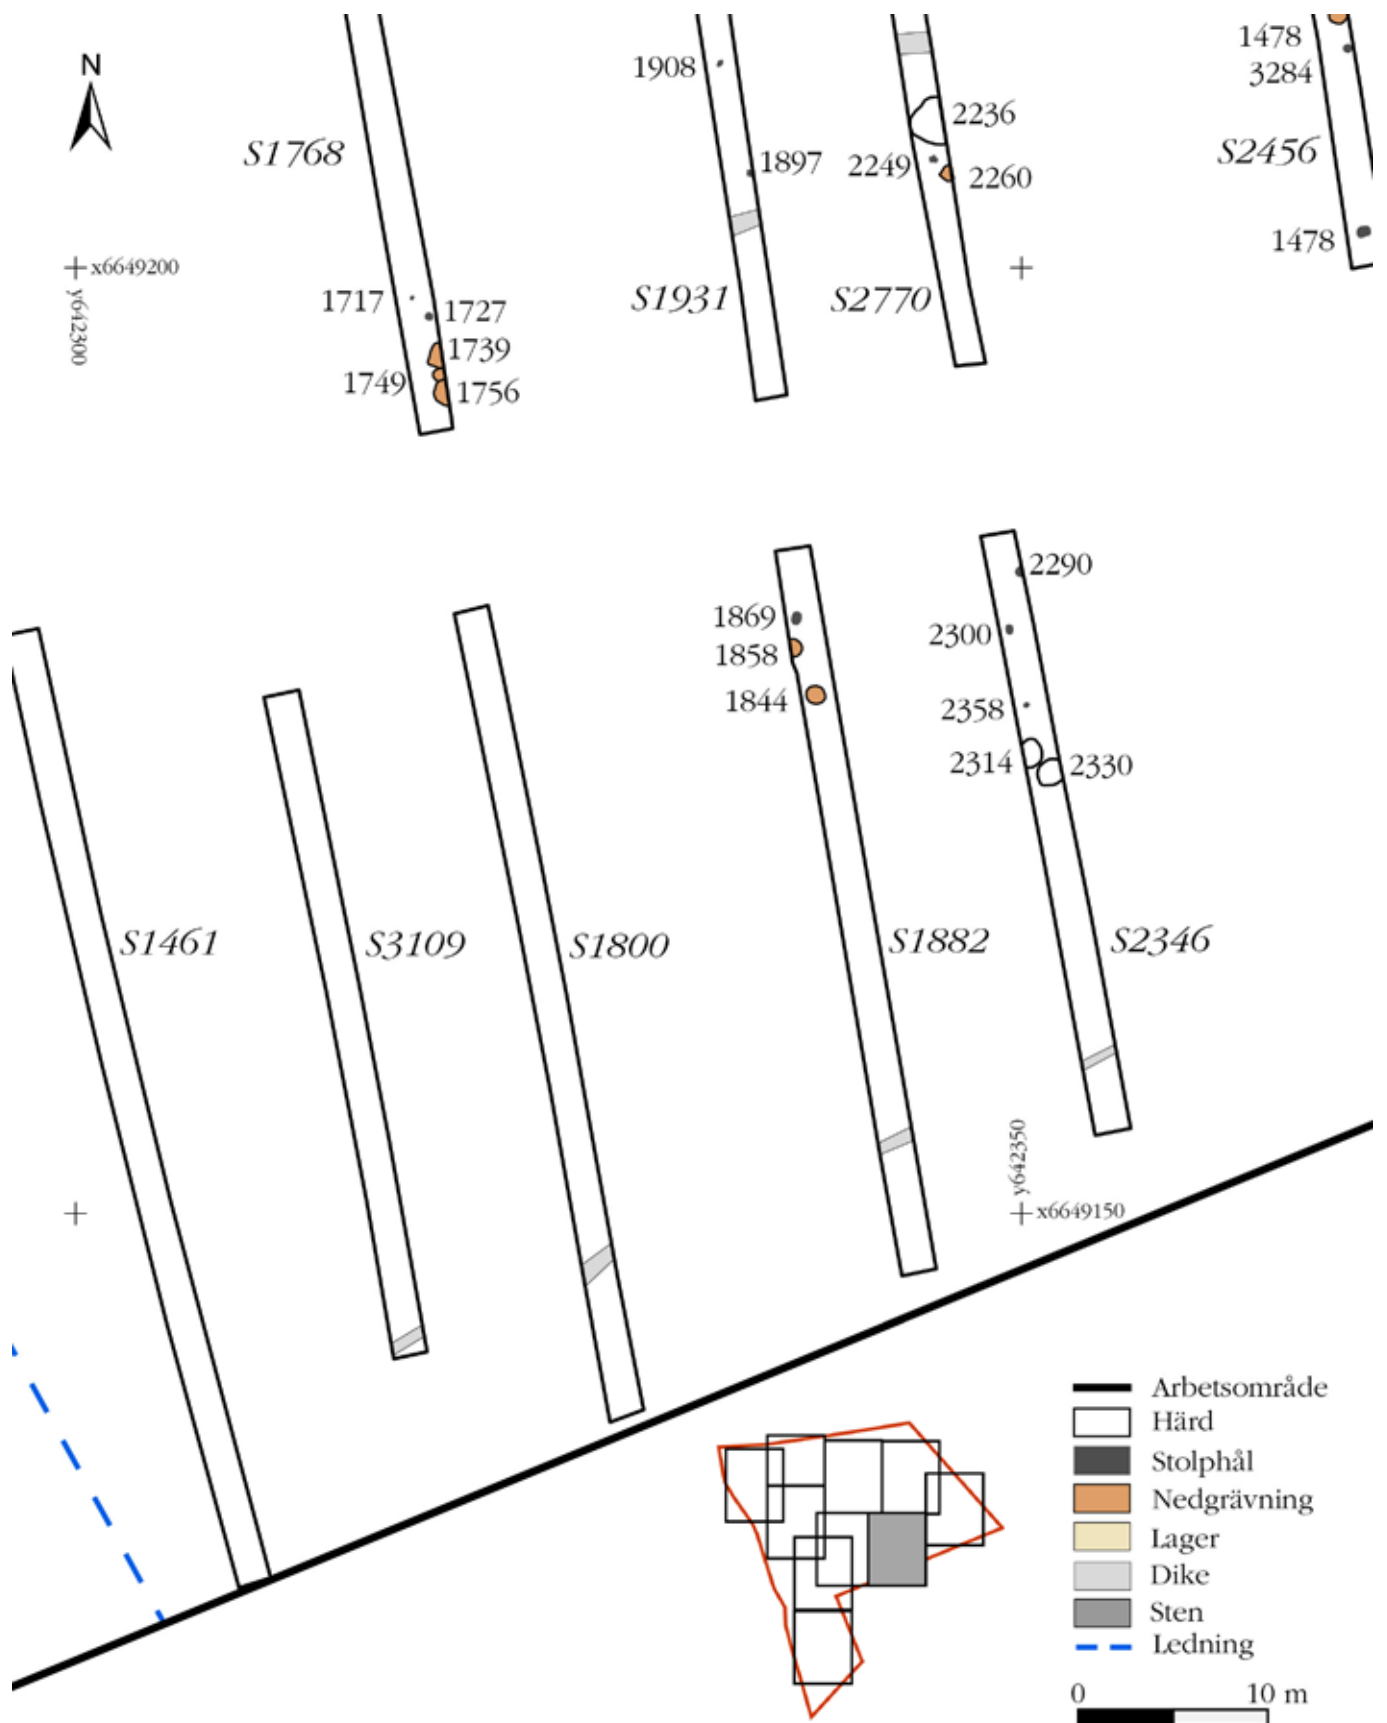 N
1478
3284
1908
2236
S1768
1897
2249
2260
S2456
1478
x6649200
y642300
1717
1727
S1931
S2770
1739
1749
1756
2290
1869
2300
1858
1844
2358
2314
2330
S1461
S3109
S1800
S1882
S2346
y642350
x6649150
Arbetsområde
Härd
Stolphål
Nedgrävning
Lager
Dike
Sten
Ledning
0 10 m